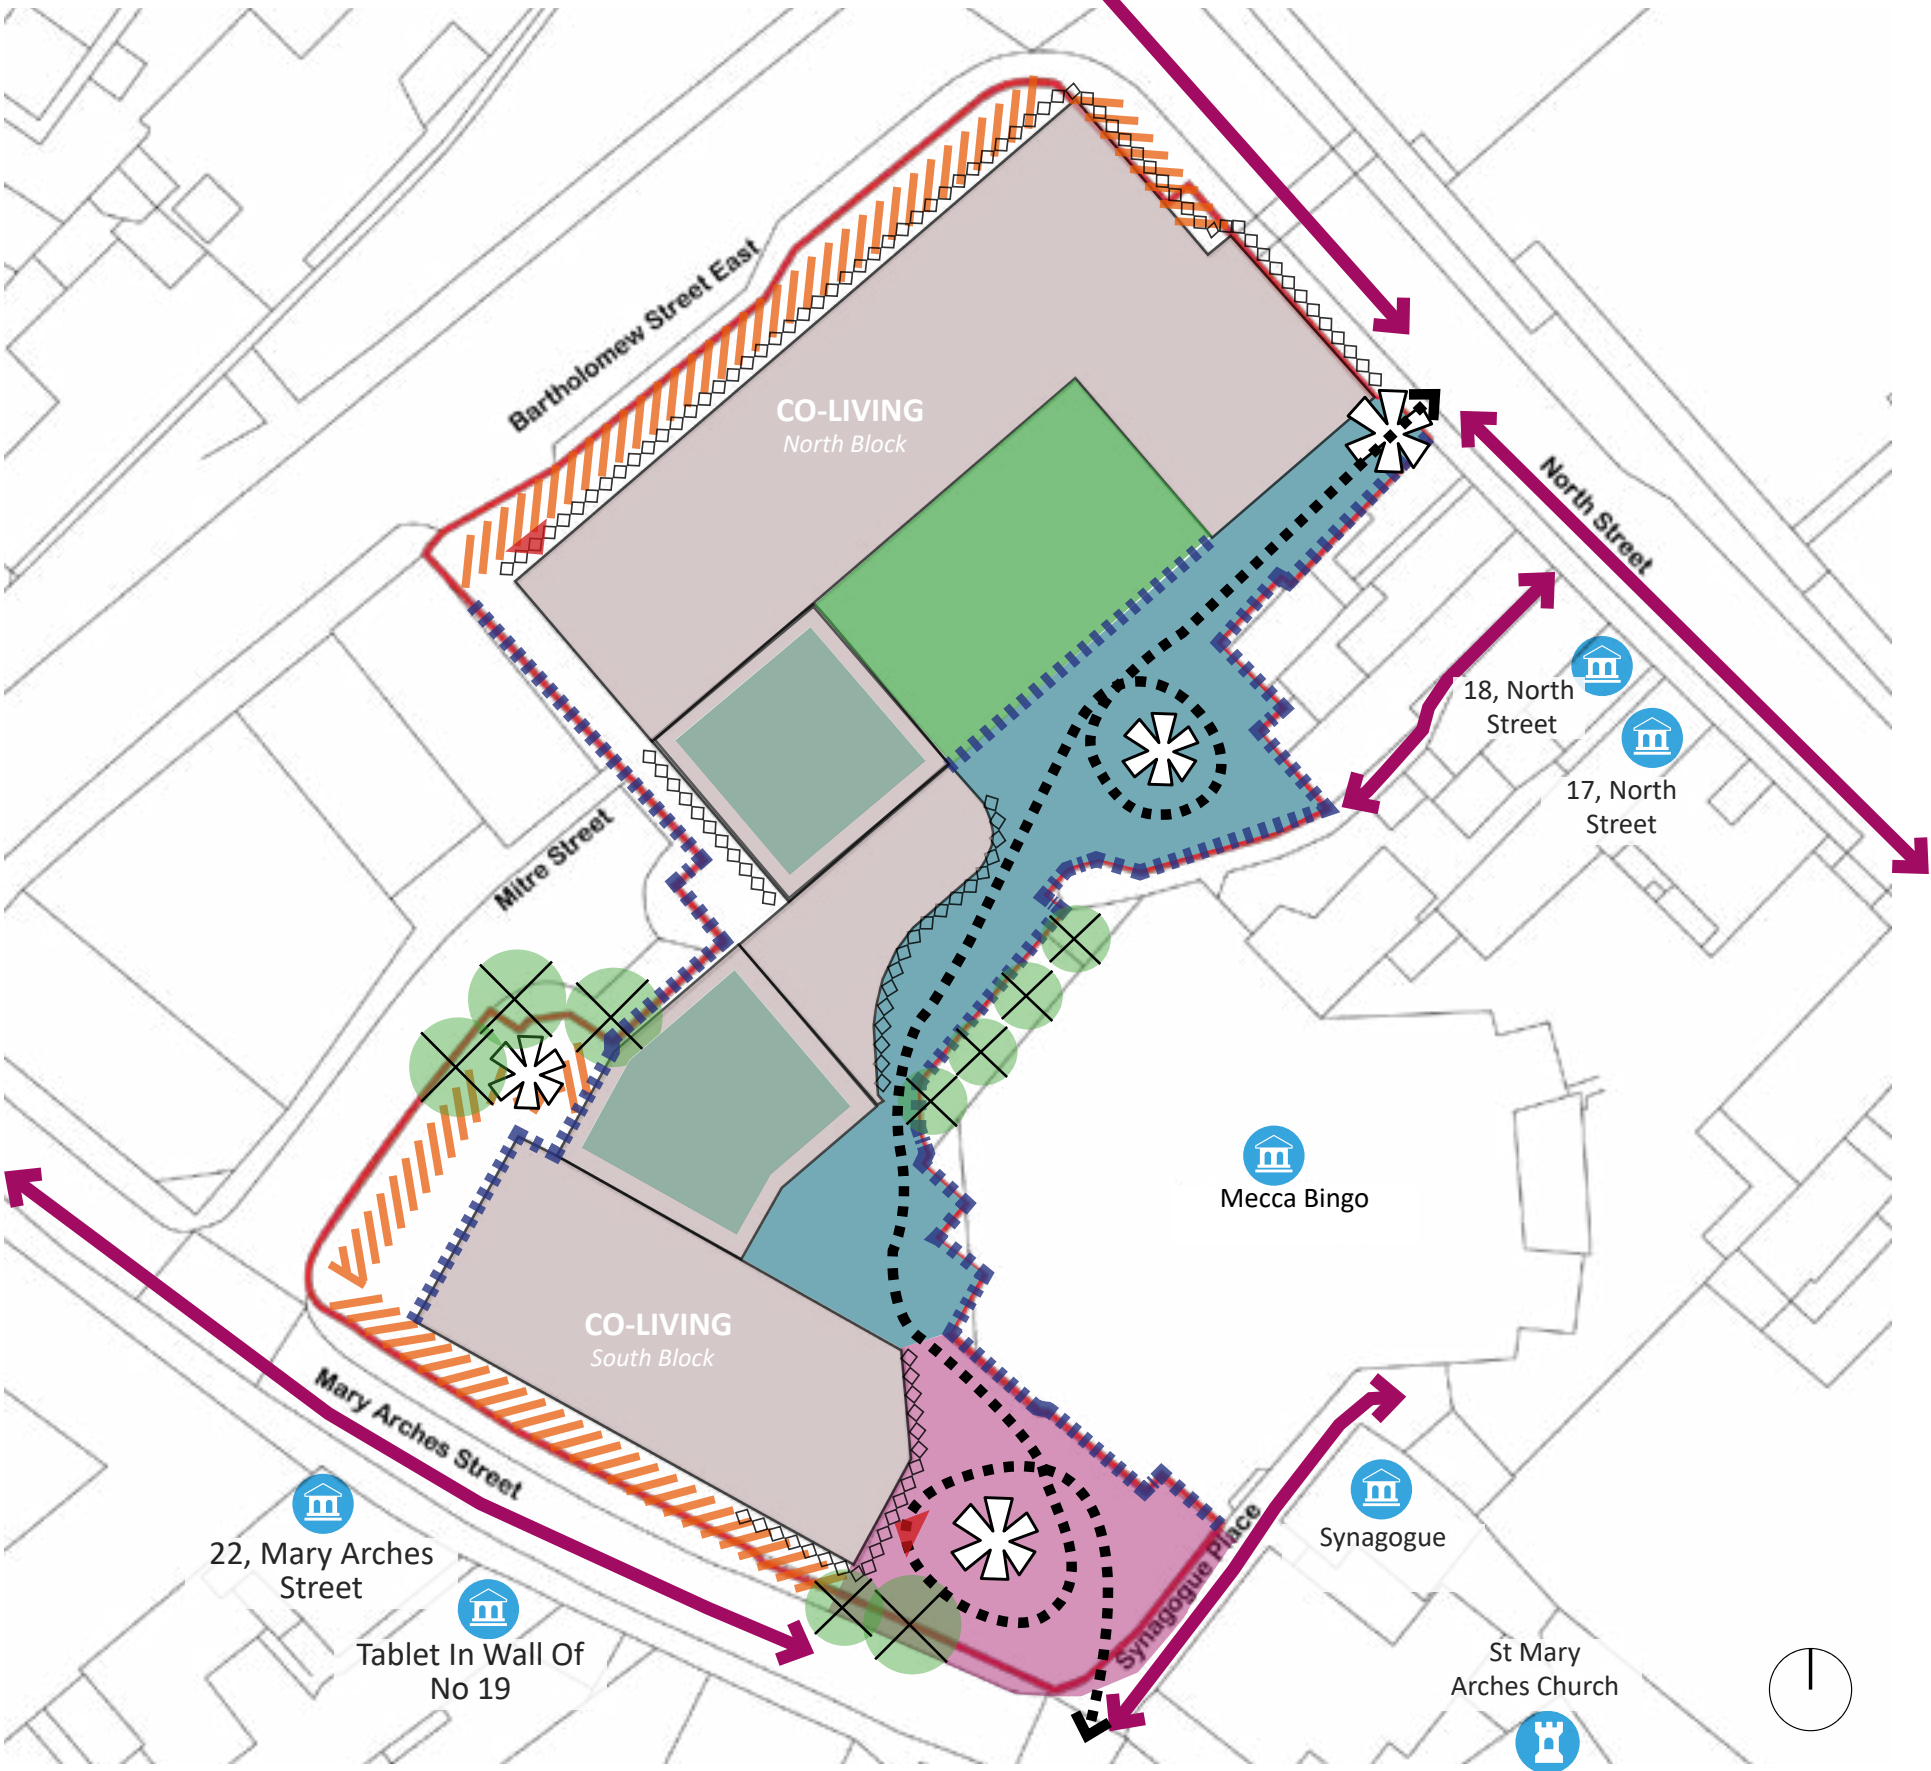 Bartholomew Street East
CO-LIVING
North Block
North Street
18, North
Street
17, North
Street
Mitre Street
Mecca Bingo
CO-LIVING
South Block
Mary Arches Street
22, Mary Arches
Street
Tablet In Wall Of
No 19
Synagogue Place
Synagogue
St Mary
Arches Church